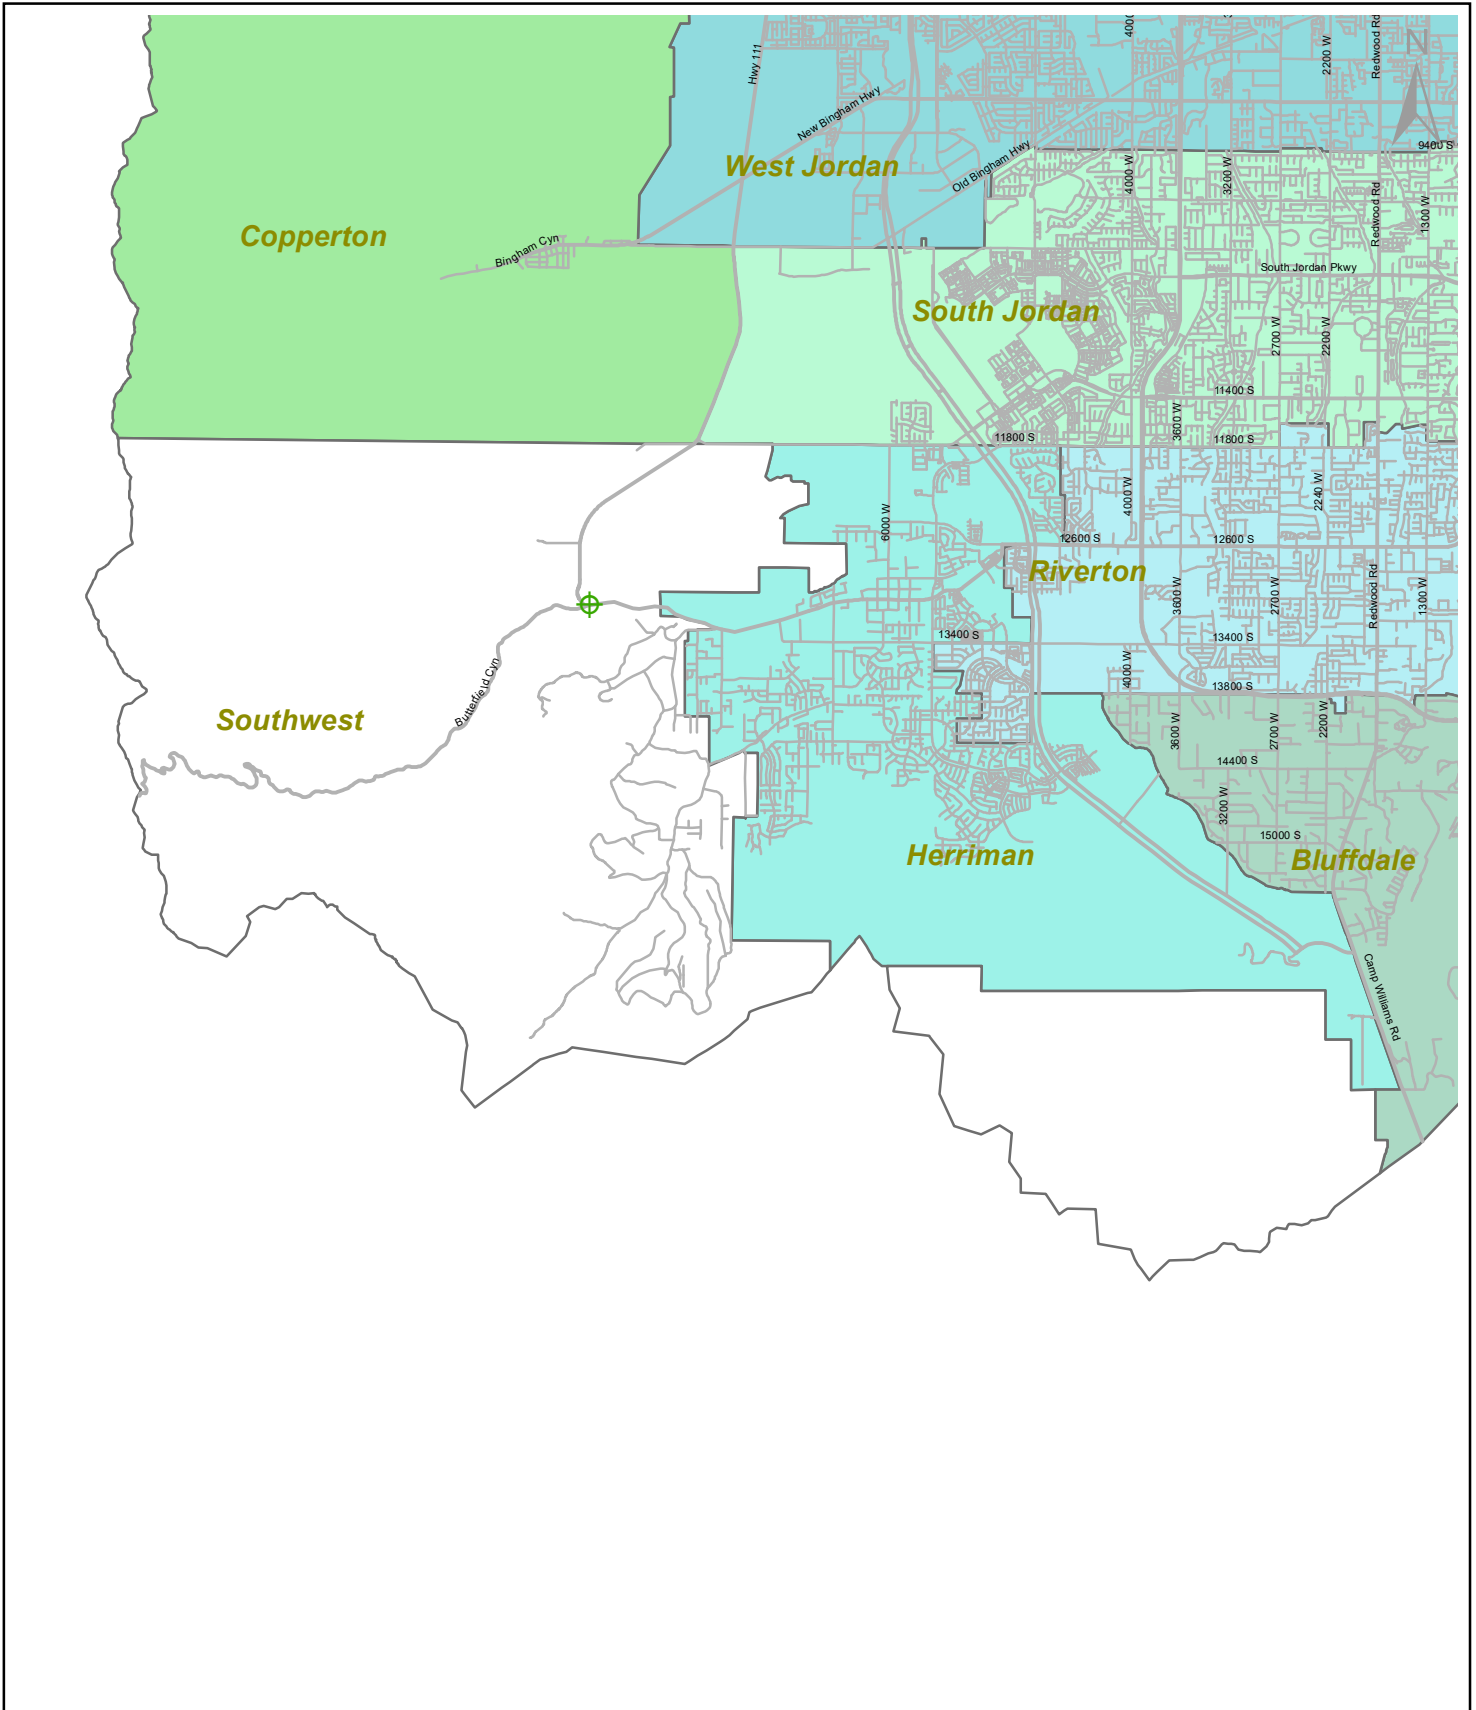 4000
2200 W
Redwood Rd
N
Hwy 111
New Bingham Hwy
West Jordan
Old Bingham Hwy
9400 S
4000 W
3200 W
Redwood Rd
1300 W
Copperton
Bingham Cyn
South Jordan Pkwy
South Jordan
2700 W
2200 W
11400 S
3600 W
11800 S
11800 S
6000 W
4000 W
2240 W
12600 S
12600 S
Riverton
3600 W
2700 W
Redwood Rd
1300 W
13400 S
13400 S
4000 W
13800 S
Butterfield Cyn
Southwest
3600 W
2700 W
2200 W
14400 S
3200 W
15000 S
Herriman
Bluffdale
Camp Williams Rd